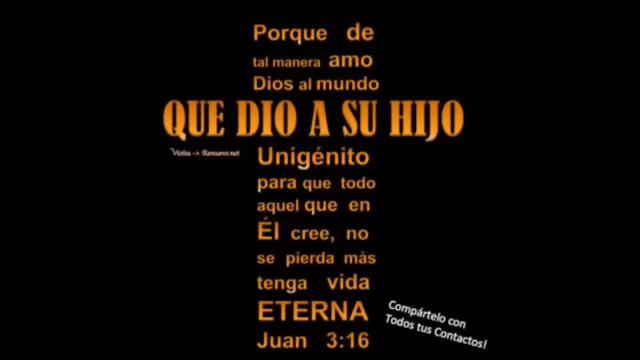 Porque de
tal manera amo
Dios al mundo
QUE DIO A SU HIJO
Visita -> Renuevo.net
Unigénito
para que todo
aquel que en
Él cree, no
se pierda más
tenga vida
ETERNA
Juan 3:16
Compártelo con
Todos tus Contactos!